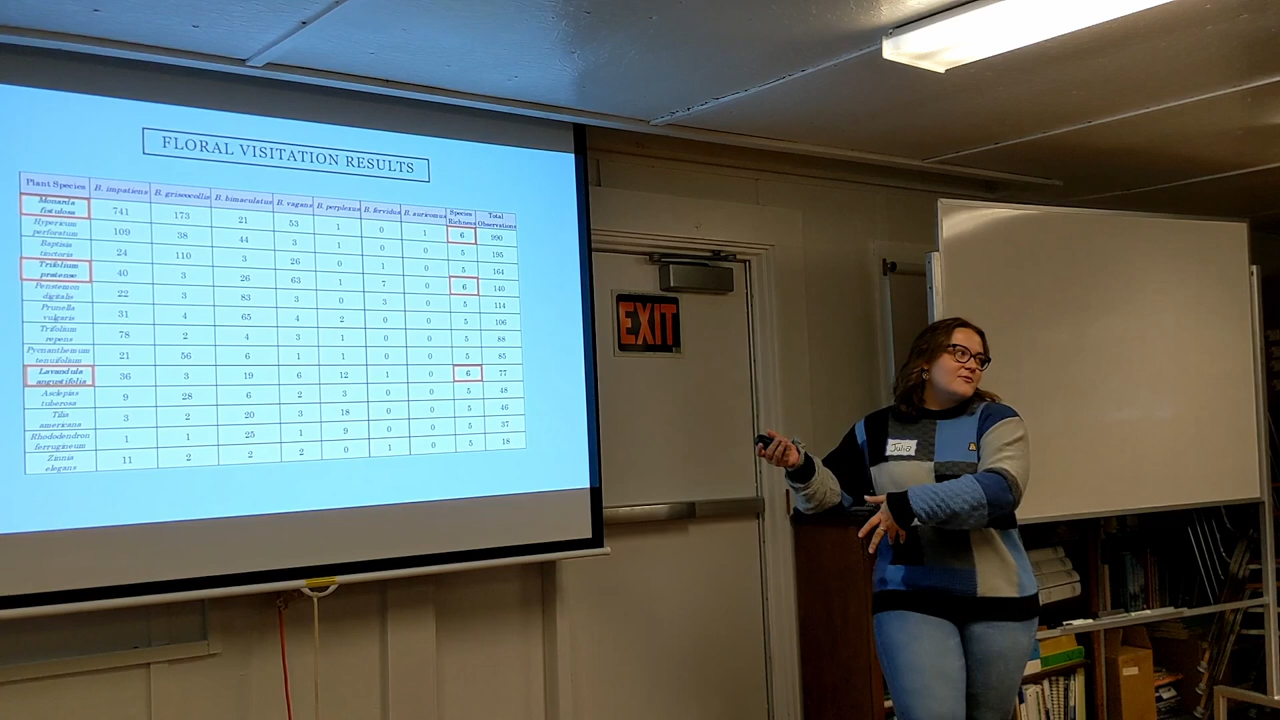 FLORAL VISITATION RESULTS
Plant Species B. impatiens B. griseocollis B. bimaculatus B. vagans B. perplexus B. fervidus B. auricomus Species Richness Total Observations
Monarda fistulosa 741 173 21 53 1 0 1 6 990
Hypericum perforatum 109 38 44 3 1 0 0 5 195
Baptisia tinctoria 24 110 3 26 0 1 0 5 164
Trifolium pratense 40 3 26 63 1 7 0 6 140
Penstemon digitalis 22 3 83 3 0 3 0 5 114
Prunella vulgaris 31 4 65 4 2 0 0 5 106
Trifolium repens 78 2 4 3 1 0 0 5 88
Pycnanthemum tenuifolium 21 56 6 1 1 0 0 5 85
Lavandula angustifolia 36 3 19 6 12 1 0 6 77
Asclepias tuberosa 9 28 6 2 3 0 0 5 48
Tilia americana 3 2 20 3 18 0 0 5 46
Rhododendron ferrugineum 1 1 25 1 9 0 0 5 37
Zinnia elegans 11 2 2 2 0 1 0 5 18
EXIT
Julia